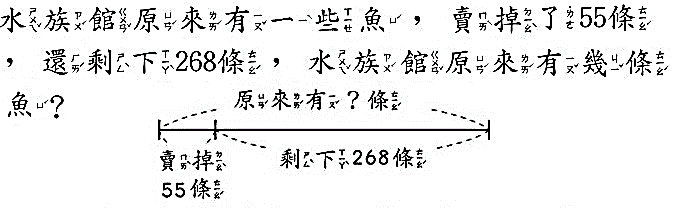 水族館原來有一些魚，賣掉了55條
，還剩下268條，水族館原來有幾條
魚？
原來有？條
賣掉 剩下268條
55條